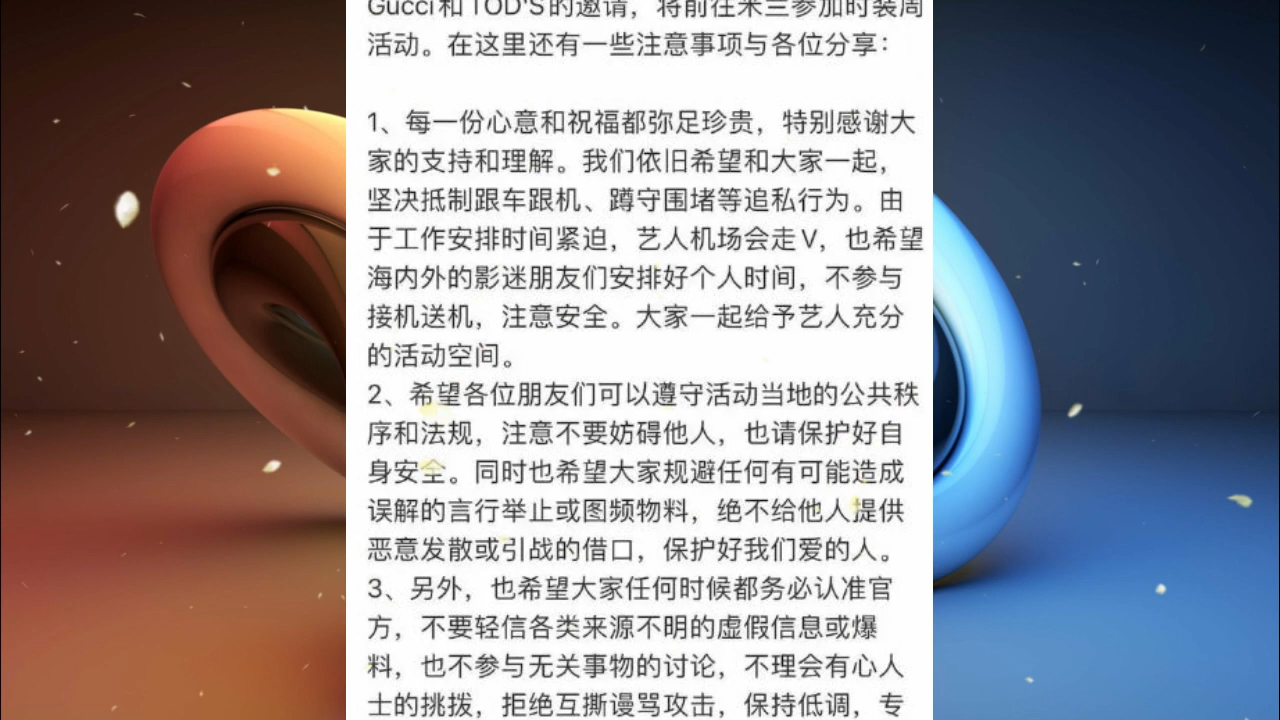 Gucci和TOD'S的邀请，将前往米兰参加时装周
活动。在这里还有一些注意事项与各位分享：
1、每一份心意和祝福都弥足珍贵，特别感谢大
家的支持和理解。我们依旧希望和大家一起，
坚决抵制跟车跟机、蹲守围堵等追私行为。由
于工作安排时间紧迫，艺人机场会走V，也希望
海内外的影迷朋友们安排好个人时间，不参与
接机送机，注意安全。大家一起给予艺人充分
的活动空间。
2、希望各位朋友们可以遵守活动当地的公共秩
序和法规，注意不要妨碍他人，也请保护好自
身安全。同时也希望大家规避任何有可能造成
误解的言行举止或图频物料，绝不给他人提供
恶意发散或引战的借口，保护好我们爱的人。
3、另外，也希望大家任何时候都务必认准官
方，不要轻信各类来源不明的虚假信息或爆
料，也不参与无关事物的讨论，不理会有心人
士的挑拨，拒绝互撕谩骂攻击，保持低调，专